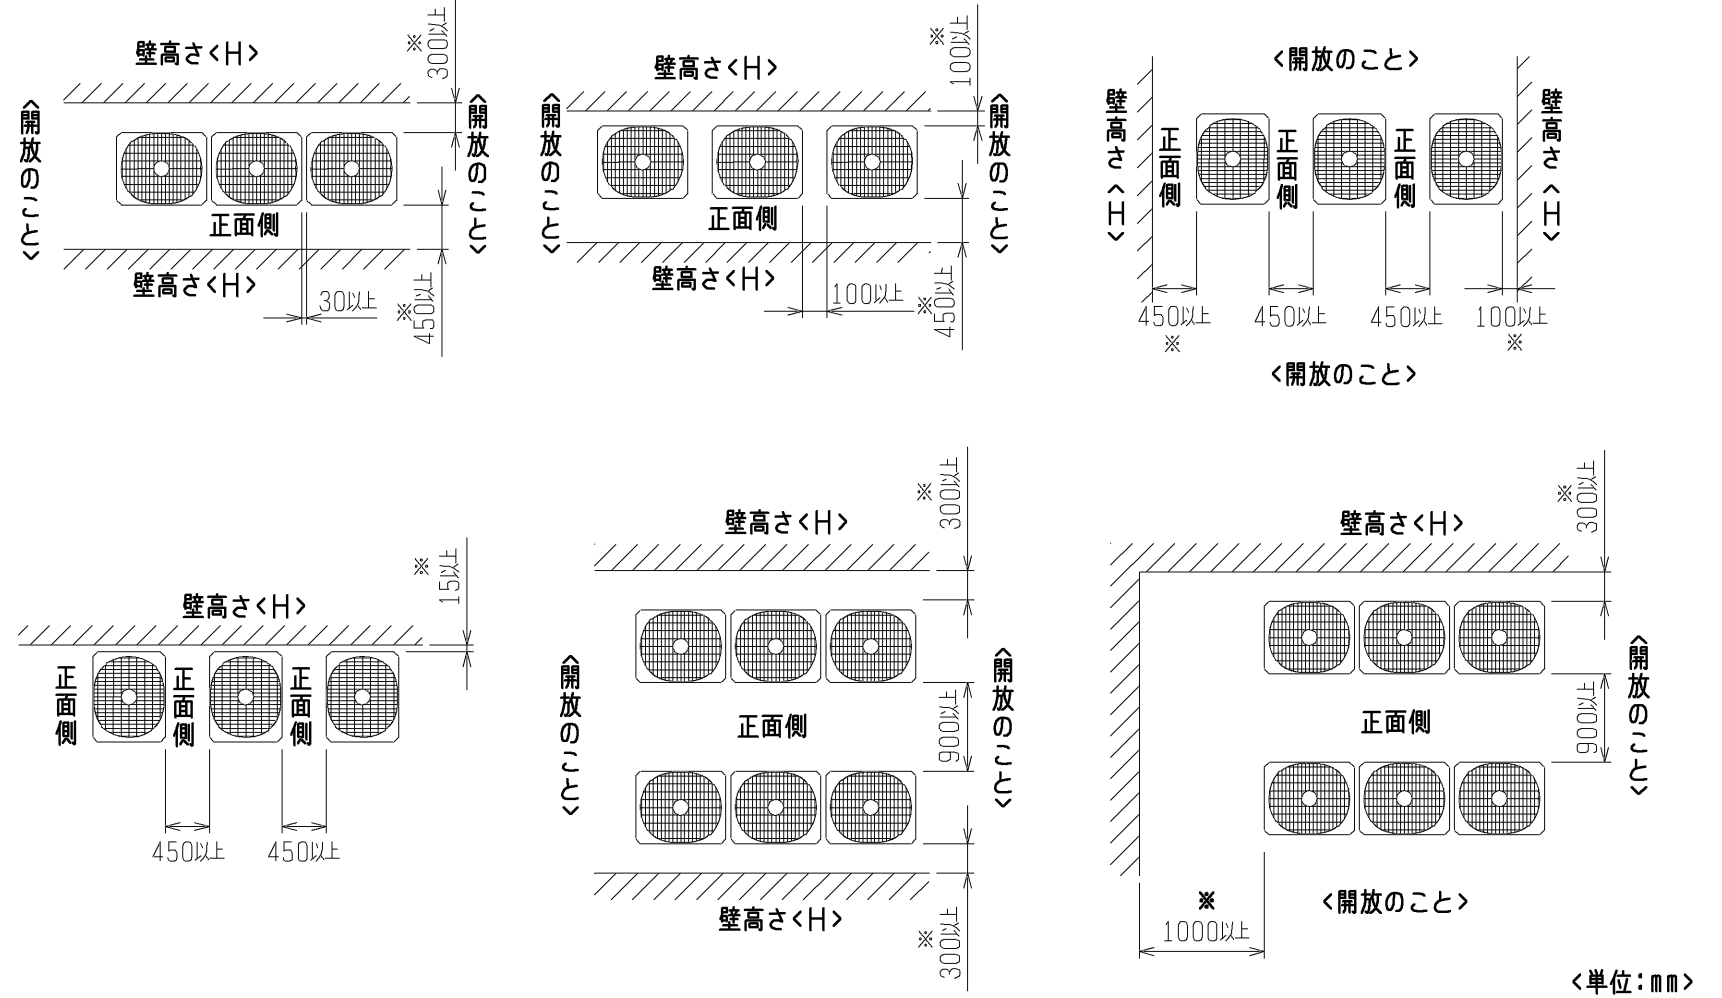 壁高さ<H>
※
300以上
<開放のこと>
<開放のこと>
正面側
壁高さ<H>
30以上
※
450以上
壁高さ<H>
※
100以上
<開放のこと>
<開放のこと>
正面側
壁高さ<H>
100以上
※
450以上
<開放のこと>
壁高さ<H>
正面側
正面側
正面側
壁高さ<H>
450以上
450以上
450以上
100以上
※
※
<開放のこと>
※
15以上
壁高さ<H>
正面側
正面側
正面側
450以上
450以上
※
300以上
壁高さ<H>
<開放のこと>
正面側
900以上
<開放のこと>
壁高さ<H>
※
300以上
※
300以上
壁高さ<H>
正面側
900以上
<開放のこと>
※
1000以上
<開放のこと>
<単位:mm>